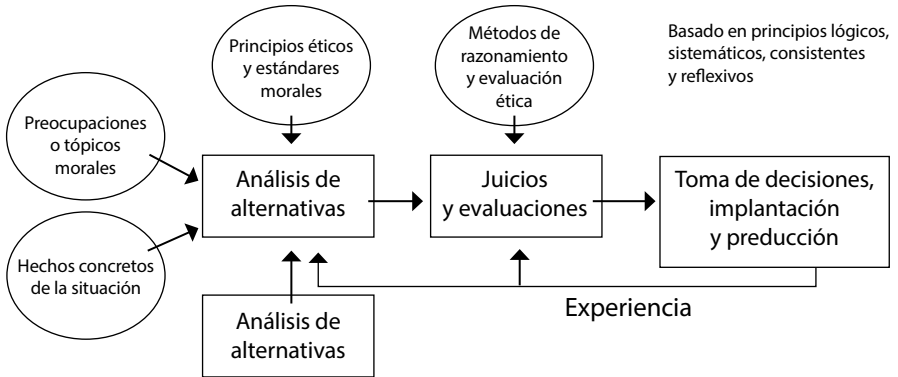 Principios éticos
y estándares
morales
Métodos de
razonamiento
y evaluación
ética
Basado en principios lógicos,
sistemáticos, consistentes
y reflexivos
Preocupaciones
o tópicos
morales
Análisis de
alternativas
Juicios
y evaluaciones
Toma de decisiones,
implantación
y preducción
Hechos concretos
de la situación
Experiencia
Análisis de
alternativas